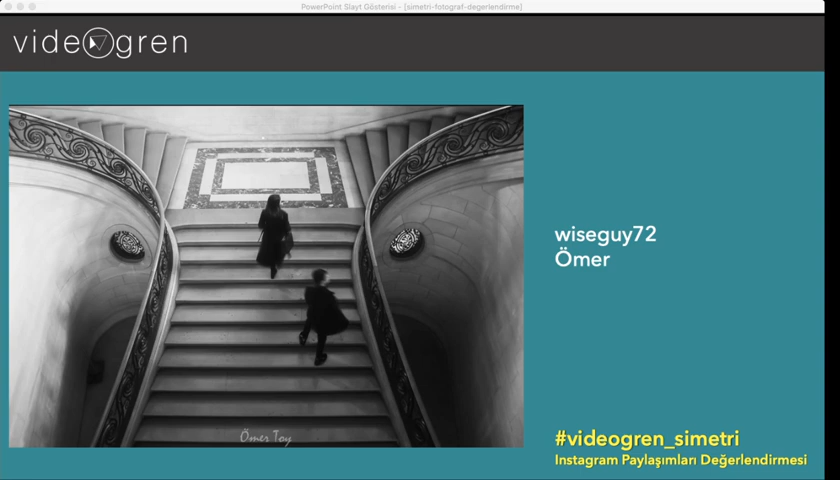 PowerPoint Slayt Gösterisi - [simetri-fotograf-degerlendirme]
videogren
wiseguy72
Ömer
Ömer Toy
#videogren_simetri
Instagram Paylaşımları Değerlendirmesi